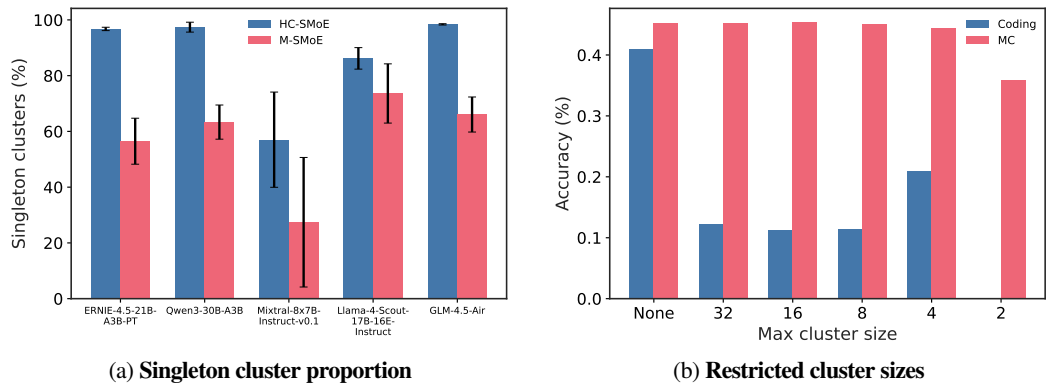 100
80
60
40
20
0
Singleton clusters (%)
HC-SMoE
M-SMoE
ERNIE-4.5-21B-
A3B-PT
Qwen3-30B-A3B
Mixtral-8x7B-
Instruct-v0.1
Llama-4-Scout-
17B-16E-
Instruct
GLM-4.5-Air
(a) Singleton cluster proportion
0.4
0.3
0.2
0.1
0.0
Accuracy (%)
Coding
MC
None
32
16
8
4
2
Max cluster size
(b) Restricted cluster sizes